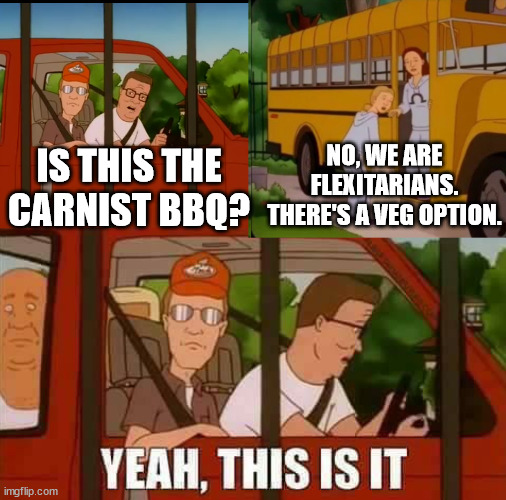 IS THIS THE
CARNIST BBQ?
NO, WE ARE
FLEXITARIANS.
THERE'S A VEG OPTION.
YEAH, THIS IS IT
imgflip.com